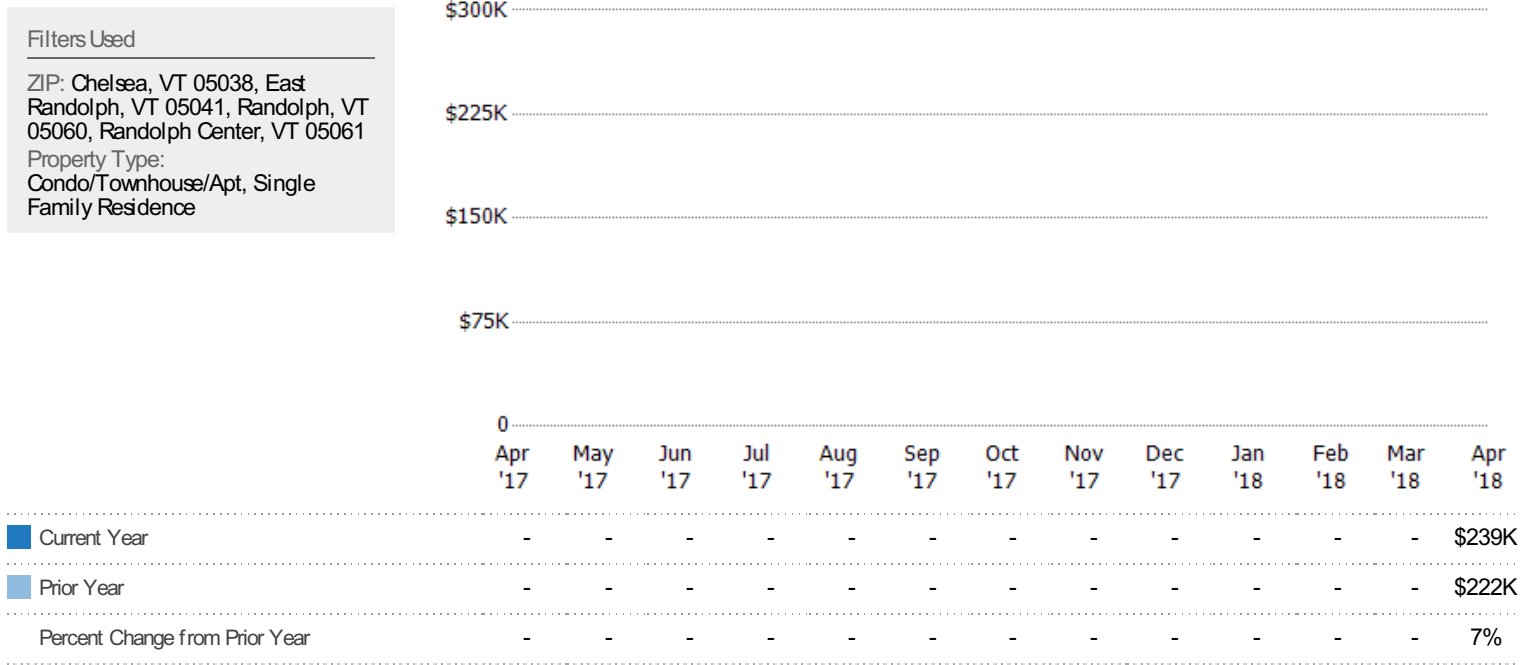 Filters Used
ZIP: Chelsea, VT 05038, East
Randolph, VT 05041, Randolph, VT
05060, Randolph Center, VT 05061
Property Type:
Condo/Townhouse/Apt, Single
Family Residence
$300K
$225K
$150K
$75K
0
Apr May Jun Jul Aug Sep Oct Nov Dec Jan Feb Mar Apr
'17 '17 '17 '17 '17 '17 '17 '17 '17 '18 '18 '18 '18
Current Year - - - - - - - - - - - - $239K
Prior Year - - - - - - - - - - - - $222K
Percent Change from Prior Year - - - - - - - - - - - - 7%